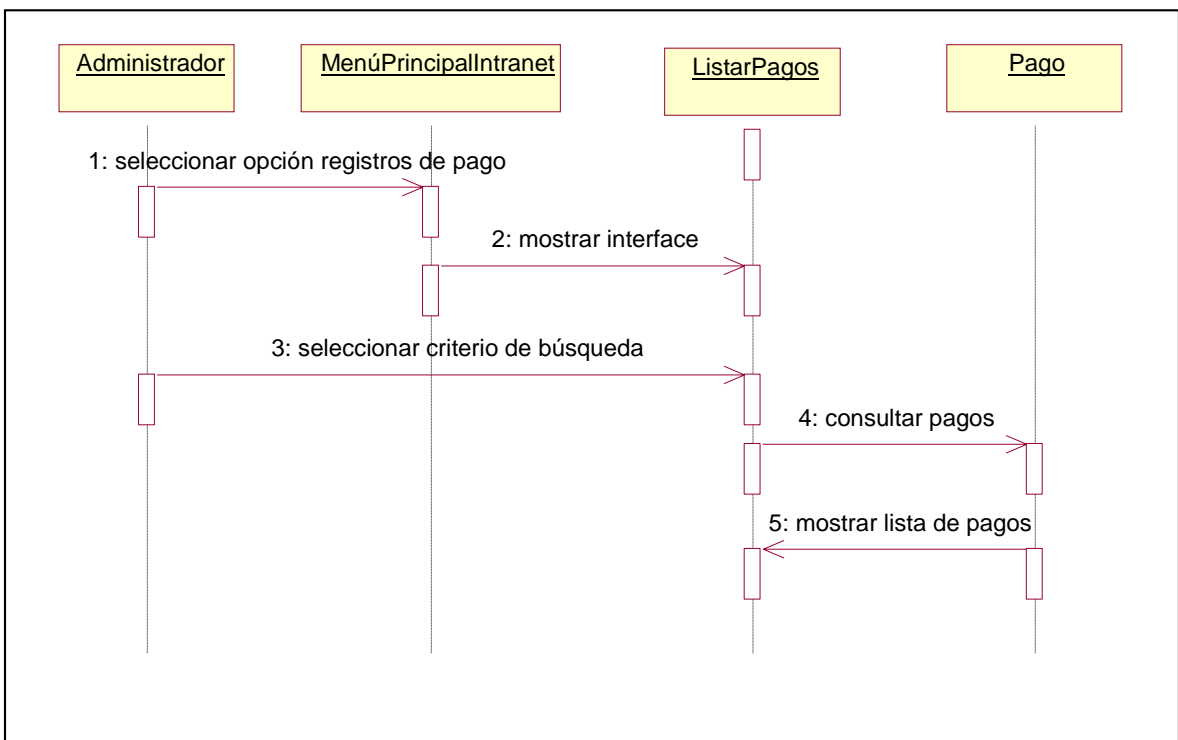 Administrador
MenúPrincipalIntranet
ListarPagos
Pago
1: seleccionar opción registros de pago
2: mostrar interface
3: seleccionar criterio de búsqueda
4: consultar pagos
5: mostrar lista de pagos